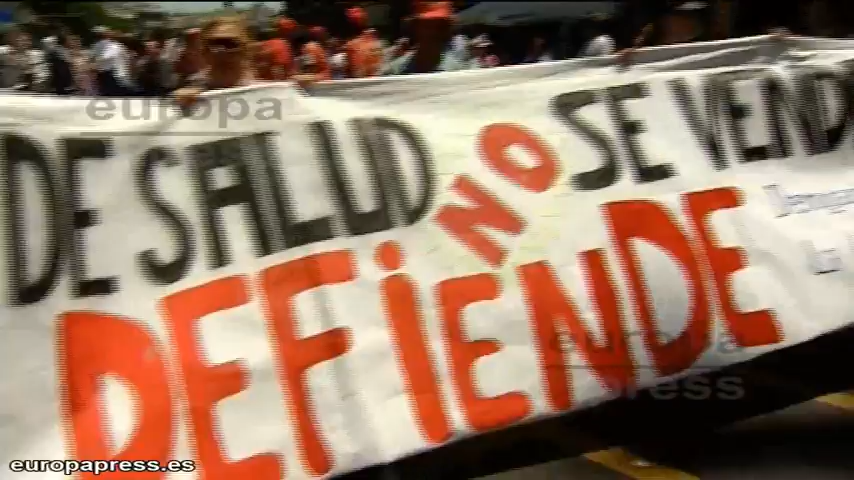 europa
DE SALUD NO SE VENDE
DEFIENDE
europa
press
europapress.es